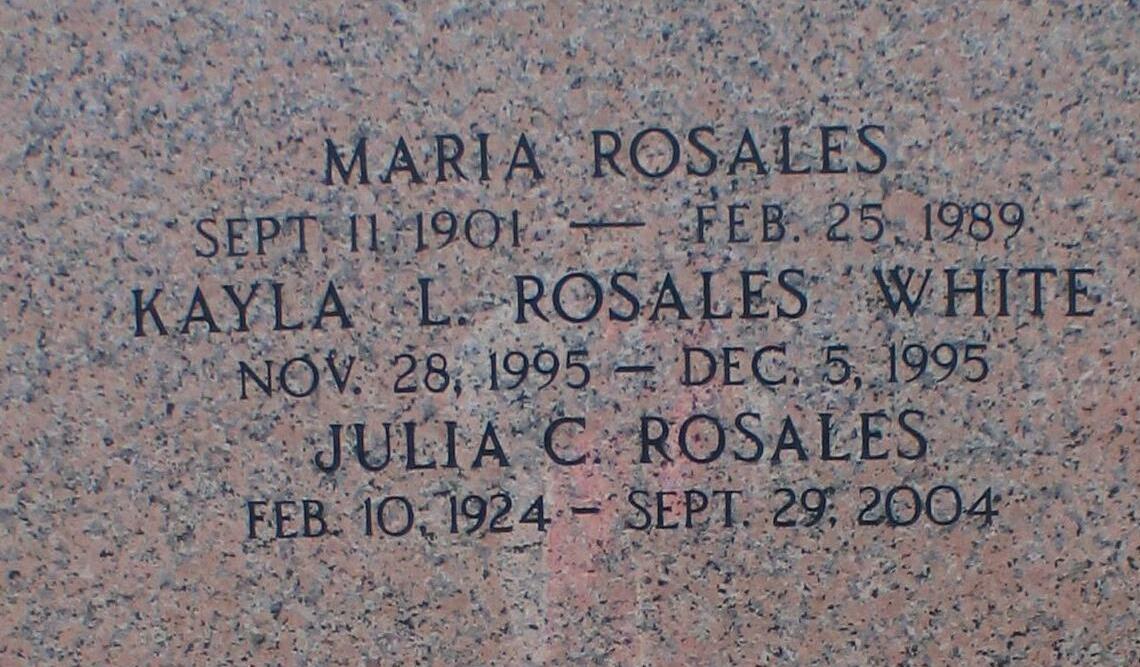 MARIA ROSALES
SEPT. 11, 1901 — FEB. 25, 1989
KAYLA L. ROSALES WHITE
NOV. 28, 1995 — DEC. 5, 1995
JULIA C. ROSALES
FEB. 10, 1924 — SEPT. 29, 2004